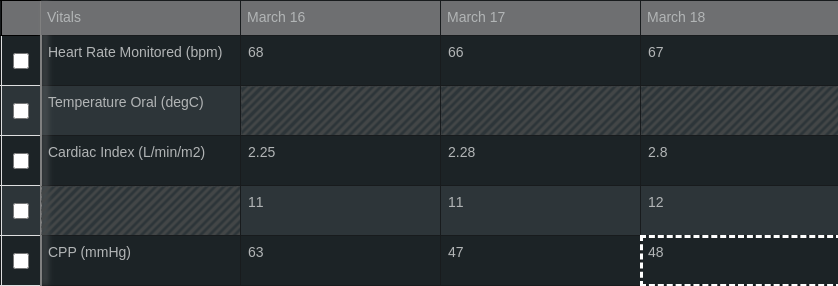 Vitals March 16 March 17 March 18
Heart Rate Monitored (bpm) 68 66 67
Temperature Oral (degC)
Cardiac Index (L/min/m2) 2.25 2.28 2.8
11 11 12
CPP (mmHg) 63 47 48